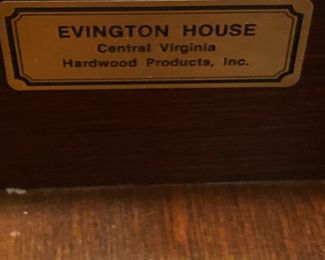 EVINGTON HOUSE
Central Virginia
Hardwood Products, Inc.